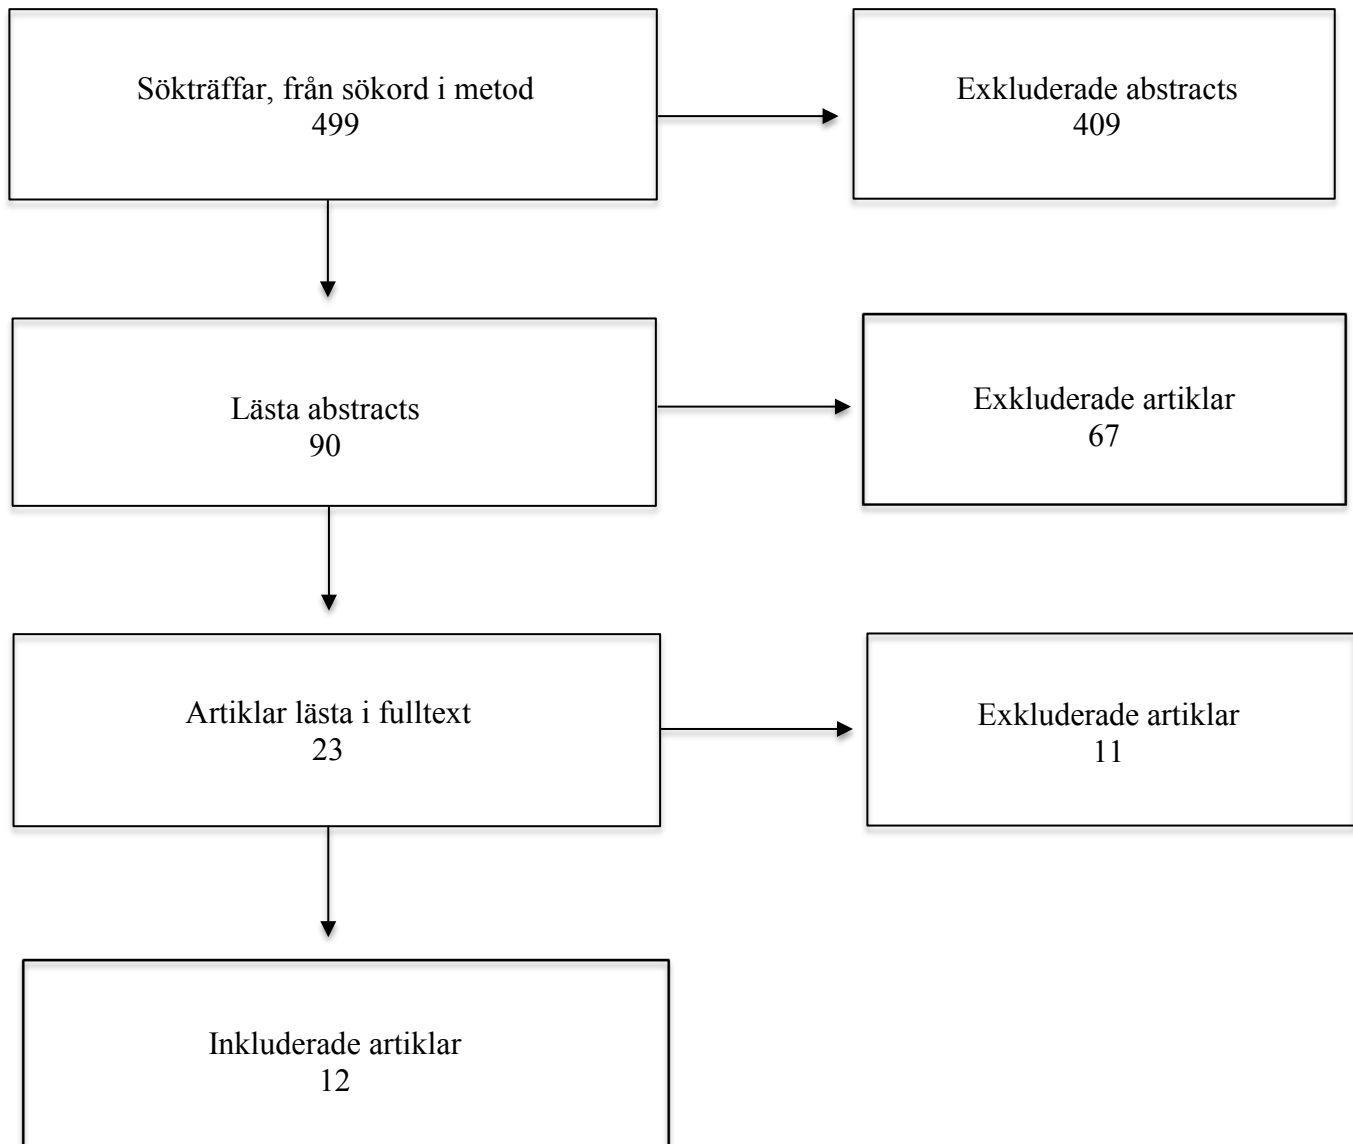 Sökträffar, från sökord i metod
499
Exkluderade abstracts
409
Lästa abstracts
90
Exkluderade artiklar
67
Artiklar lästa i fulltext
23
Exkluderade artiklar
11
Inkluderade artiklar
12